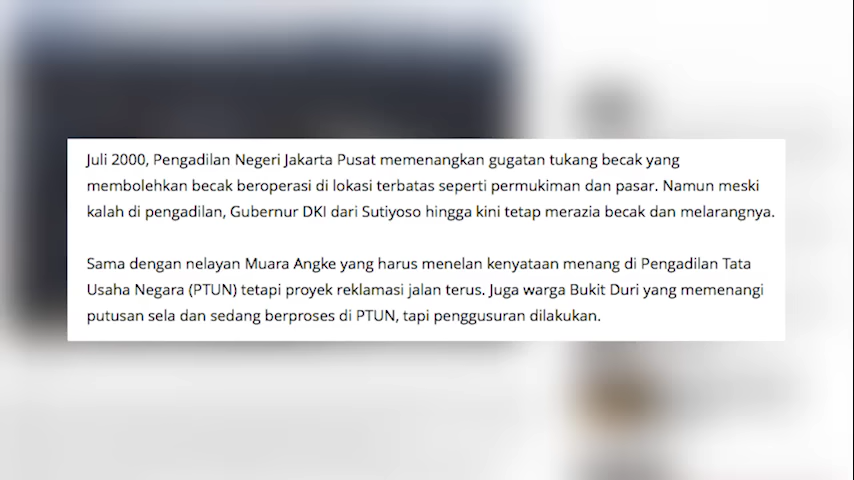 Juli 2000, Pengadilan Negeri Jakarta Pusat memenangkan gugatan tukang becak yang
membolehkan becak beroperasi di lokasi terbatas seperti permukiman dan pasar. Namun meski
kalah di pengadilan, Gubernur DKI dari Sutiyoso hingga kini tetap merazia becak dan melarangnya.
Sama dengan nelayan Muara Angke yang harus menelan kenyataan menang di Pengadilan Tata
Usaha Negara (PTUN) tetapi proyek reklamasi jalan terus. Juga warga Bukit Duri yang memenangi
putusan sela dan sedang berproses di PTUN, tapi penggusuran dilakukan.